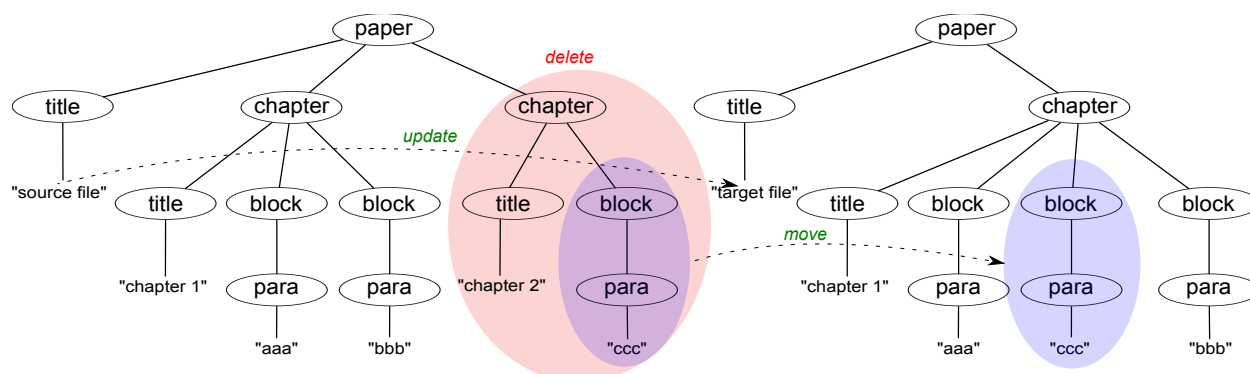 paper paper
delete
title chapter chapter title chapter
update
"source file" "target file"
title block block title block title block block block
move
"chapter 1" "chapter 2" "chapter 1"
para para para para para para
"aaa" "bbb" "ccc" "aaa" "ccc" "bbb"